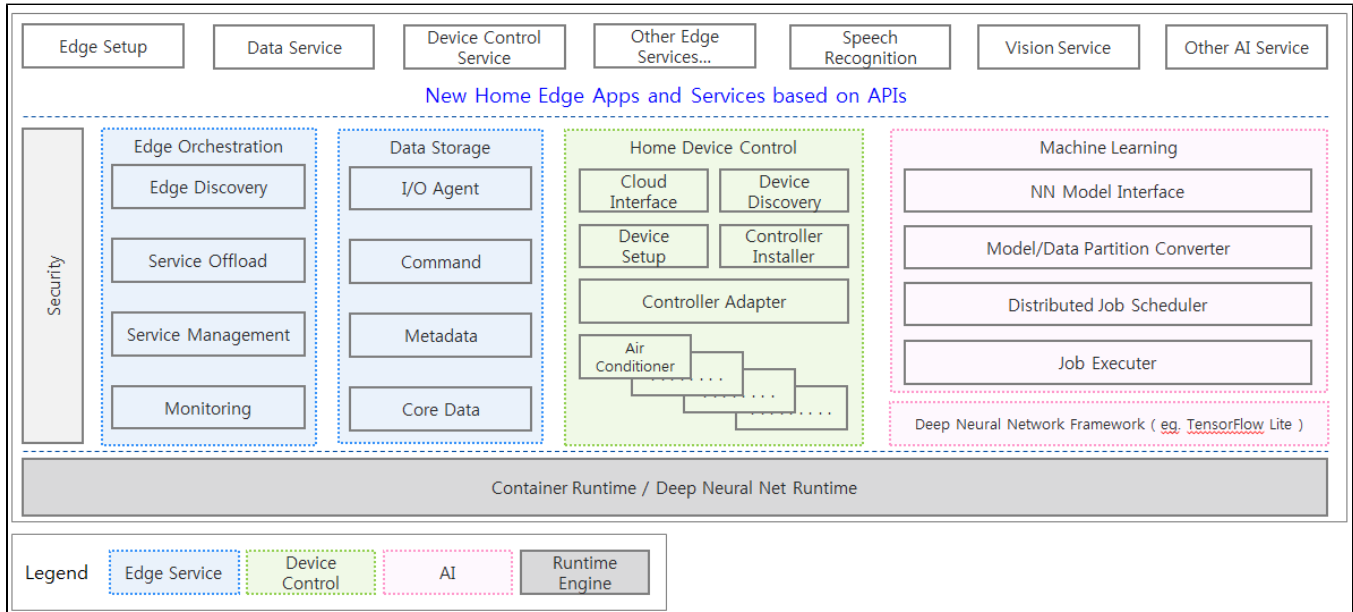 Edge Setup
Data Service
Device Control
Service
Other Edge
Services...
Speech
Recognition
Vision Service
Other AI Service
New Home Edge Apps and Services based on APIs
Security
Edge Orchestration
Edge Discovery
Service Offload
Service Management
Monitoring
Data Storage
I/O Agent
Command
Metadata
Core Data
Home Device Control
Cloud
Interface
Device
Discovery
Device
Setup
Controller
Installer
Controller Adapter
Air
Conditioner
. . . . . . . .
. . . . . . . .
. . . . . . . . .
Machine Learning
NN Model Interface
Model/Data Partition Converter
Distributed Job Scheduler
Job Executer
Deep Neural Network Framework ( eg. TensorFlow Lite )
Container Runtime / Deep Neural Net Runtime
Legend
Edge Service
Device
Control
AI
Runtime
Engine